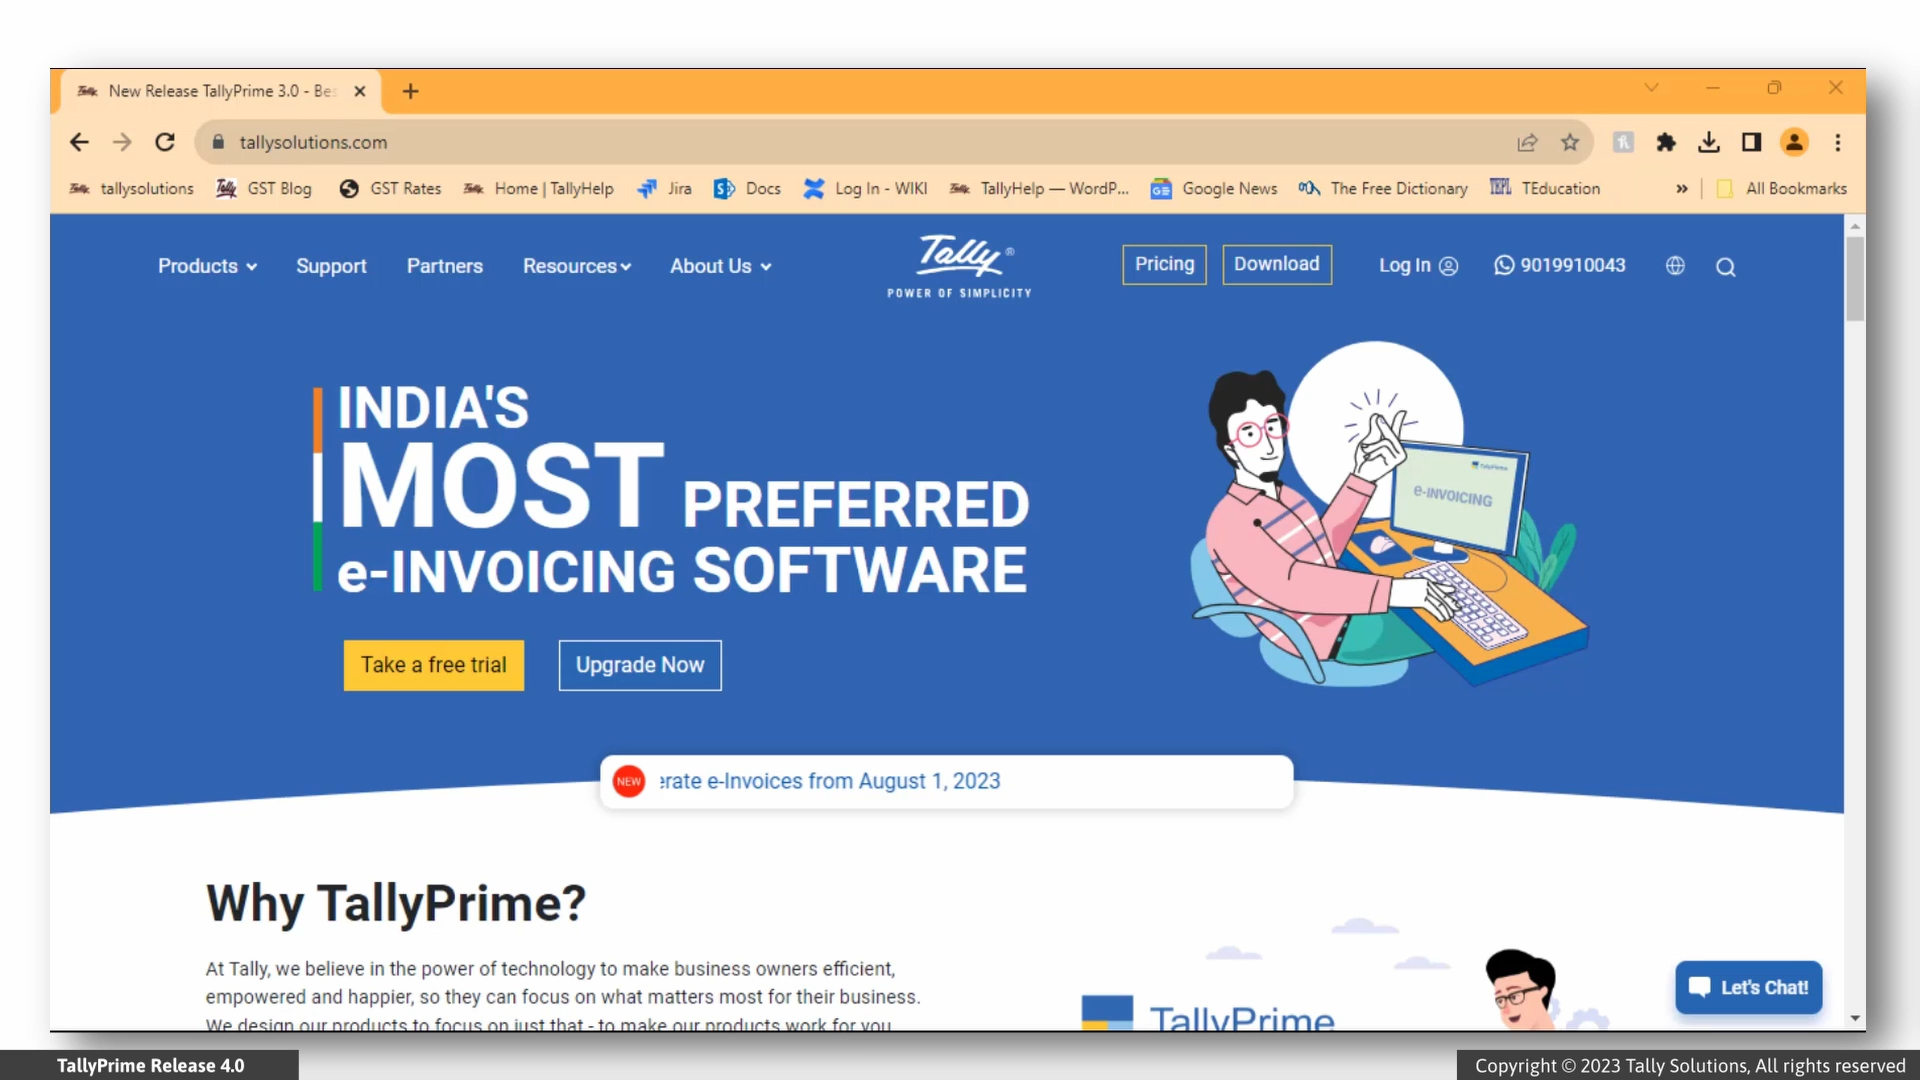 New Release TallyPrime 3.0 - Bes
tallysolutions.com
tallysolutions GST Blog GST Rates Home | TallyHelp Jira Docs Log In - WIKI TallyHelp — WordP... Google News The Free Dictionary TEducation » All Bookmarks
Products Support Partners Resources About Us Tally® Pricing Download Log In 9019910043
POWER OF SIMPLICITY
INDIA'S
MOST PREFERRED
e-INVOICING SOFTWARE
TallyPrime
e-INVOICING
Take a free trial Upgrade Now
NEW erate e-Invoices from August 1, 2023
Why TallyPrime?
At Tally, we believe in the power of technology to make business owners efficient,
empowered and happier, so they can focus on what matters most for their business.
We design our products to focus on just that - to make our products work for you
TallyPrime
Let's Chat!
TallyPrime Release 4.0
Copyright © 2023 Tally Solutions, All rights reserved